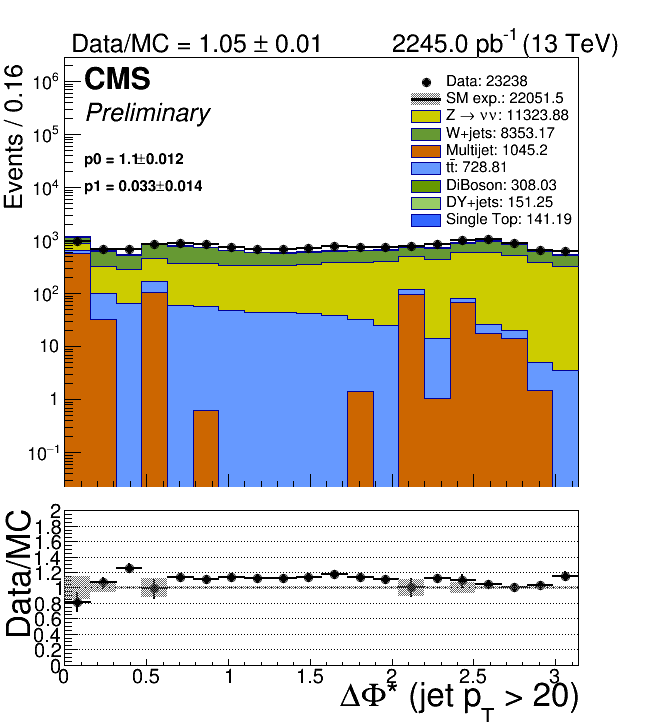 Data/MC = 1.05 ± 0.01
2245.0 pb⁻¹ (13 TeV)
CMS
Preliminary
p0 = 1.1±0.012
p1 = 0.033±0.014
Data: 23238
SM exp.: 22051.5
Z → νν: 11323.88
W+jets: 8353.17
Multijet: 1045.2
tt̄: 728.81
DiBoson: 308.03
DY+jets: 151.25
Single Top: 141.19
Events / 0.16
10⁶
10⁵
10⁴
10³
10²
10
1
10⁻¹
Data/MC
2
1.8
1.6
1.4
1.2
1
0.8
0.6
0.4
0.2
0
0 0.5 1 1.5 2 2.5 3
ΔΦ* (jet p_T > 20)